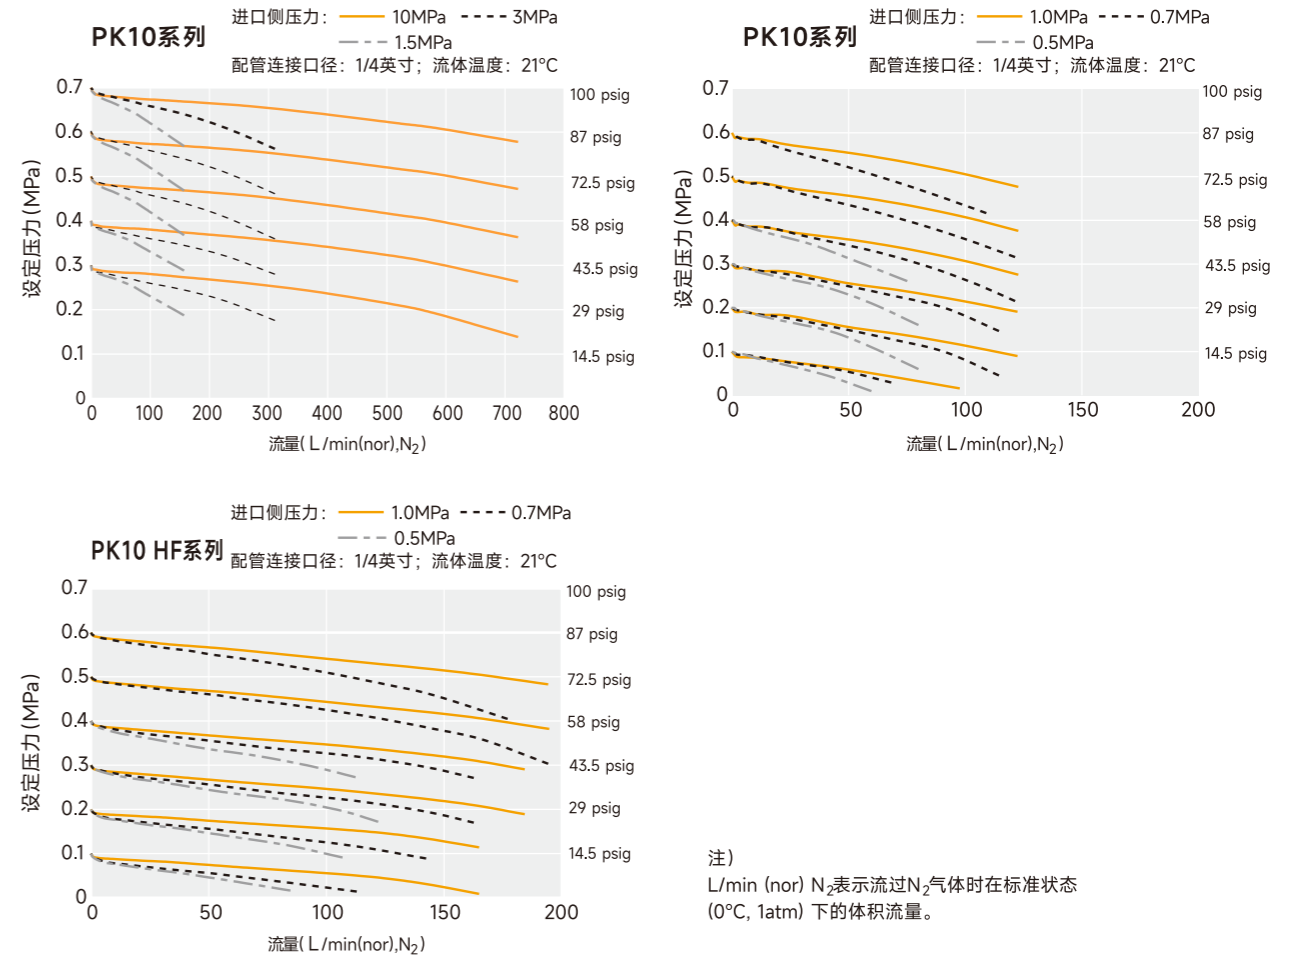 PK10系列
进口侧压力： 10MPa 3MPa
1.5MPa
配管连接口径：1/4英寸；流体温度：21°C
设定压力(MPa)
0.7
0.6
0.5
0.4
0.3
0.2
0.1
0
100 psig
87 psig
72.5 psig
58 psig
43.5 psig
29 psig
14.5 psig
0 100 200 300 400 500 600 700 800
流量( L /min(nor),N2)
PK10系列
进口侧压力： 1.0MPa 0.7MPa
0.5MPa
配管连接口径：1/4英寸；流体温度：21°C
设定压力(MPa)
0.7
0.6
0.5
0.4
0.3
0.2
0.1
0
100 psig
87 psig
72.5 psig
58 psig
43.5 psig
29 psig
14.5 psig
0 50 100 150 200
流量( L /min(nor),N2)
PK10 HF系列
进口侧压力： 1.0MPa 0.7MPa
0.5MPa
配管连接口径：1/4英寸；流体温度：21°C
设定压力(MPa)
0.7
0.6
0.5
0.4
0.3
0.2
0.1
0
100 psig
87 psig
72.5 psig
58 psig
43.5 psig
29 psig
14.5 psig
0 50 100 150 200
流量( L /min(nor),N2)
注)
L/min (nor) N2表示流过N2气体时在标准状态
(0°C, 1atm) 下的体积流量。